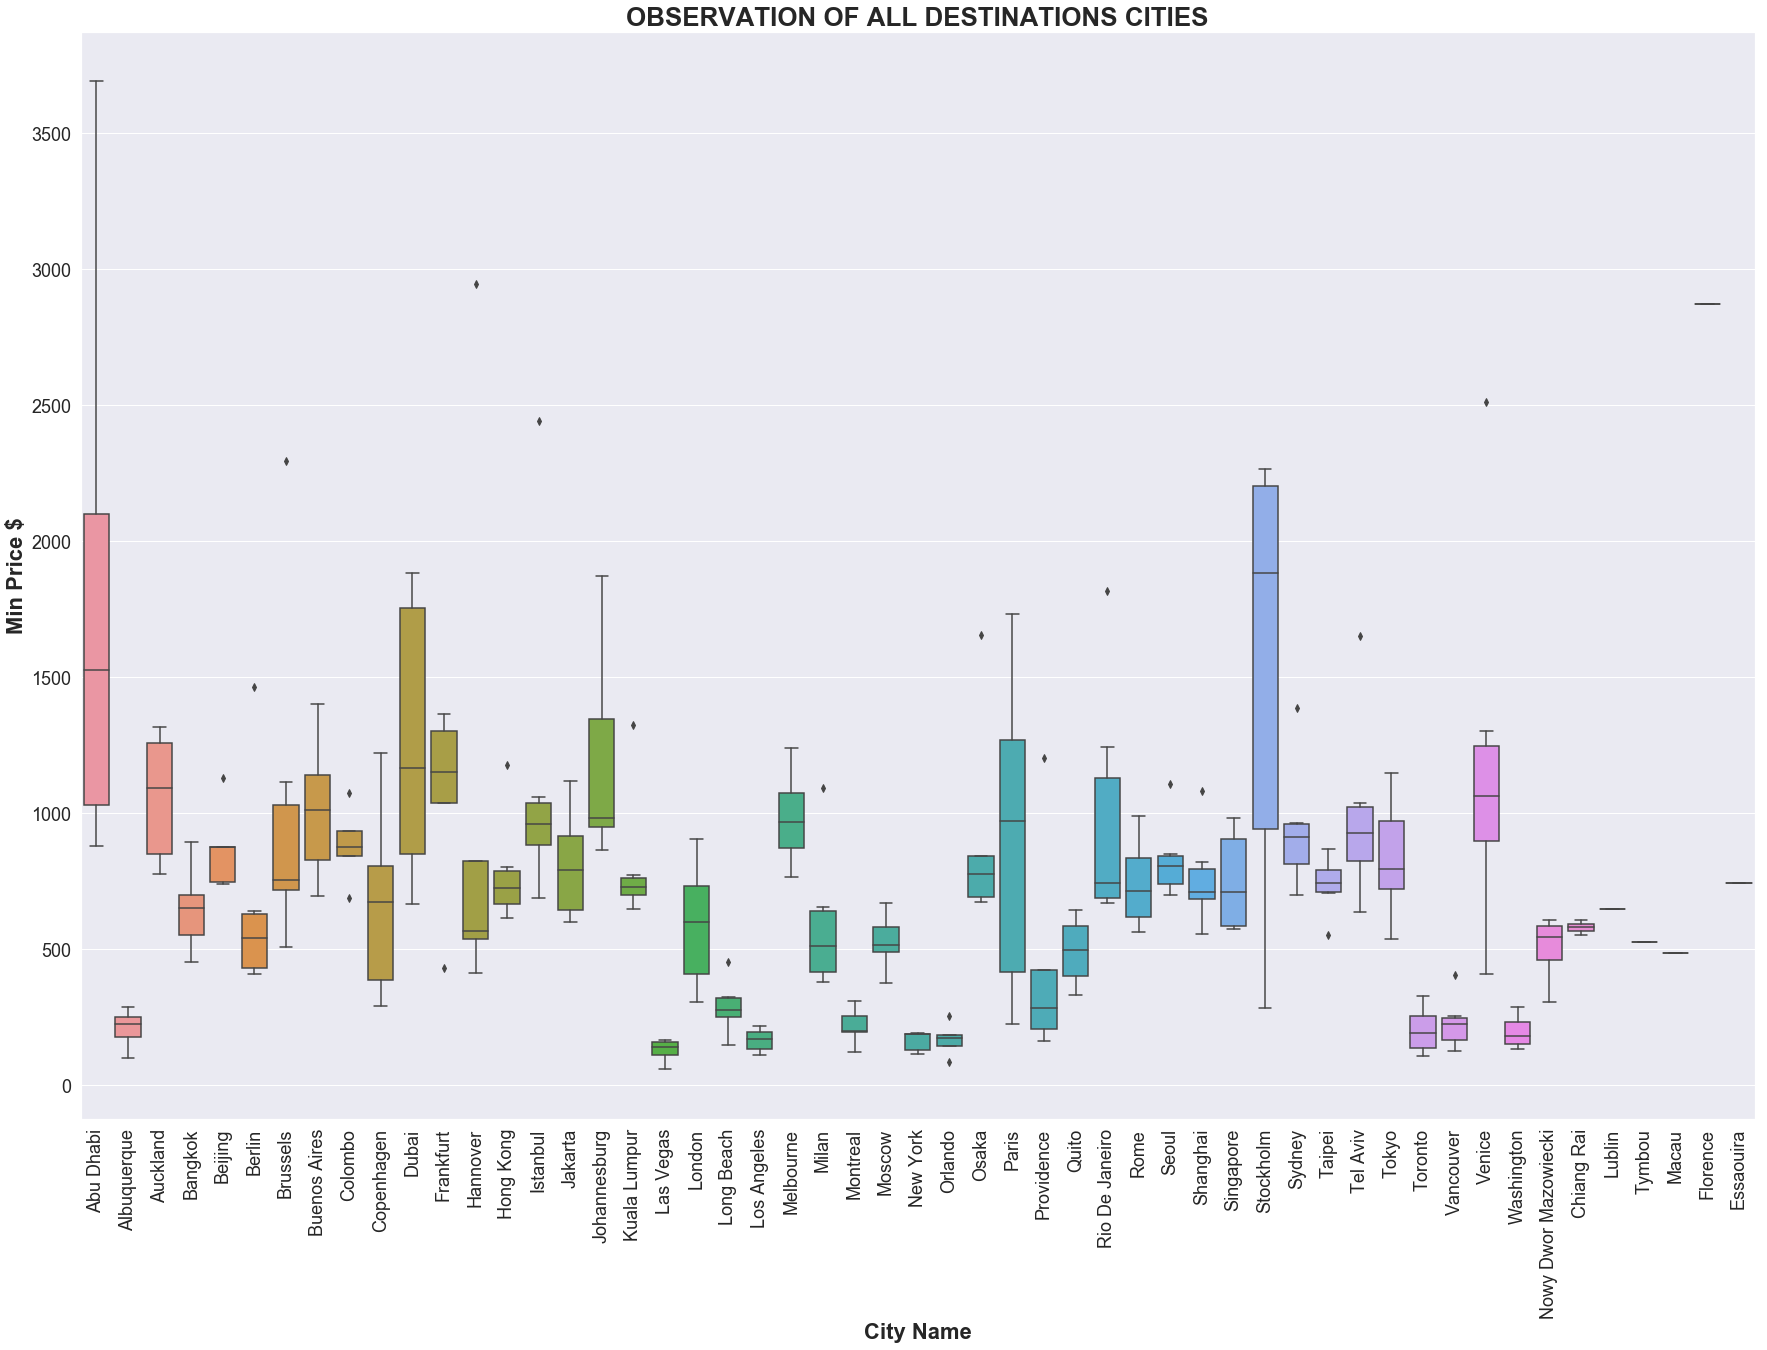 OBSERVATION OF ALL DESTINATIONS CITIES
Min Price $
3500
3000
2500
2000
1500
1000
500
0
Abu Dhabi
Albuquerque
Auckland
Bangkok
Beijing
Berlin
Brussels
Buenos Aires
Colombo
Copenhagen
Dubai
Frankfurt
Hannover
Hong Kong
Istanbul
Jakarta
Johannesburg
Kuala Lumpur
Las Vegas
London
Long Beach
Los Angeles
Melbourne
Milan
Montreal
Moscow
New York
Orlando
Osaka
Paris
Providence
Quito
Rio De Janeiro
Rome
Seoul
Shanghai
Singapore
Stockholm
Sydney
Taipei
Tel Aviv
Tokyo
Toronto
Vancouver
Venice
Washington
Nowy Dwor Mazowiecki
Chiang Rai
Lublin
Tymbou
Macau
Florence
Essaouira
City Name